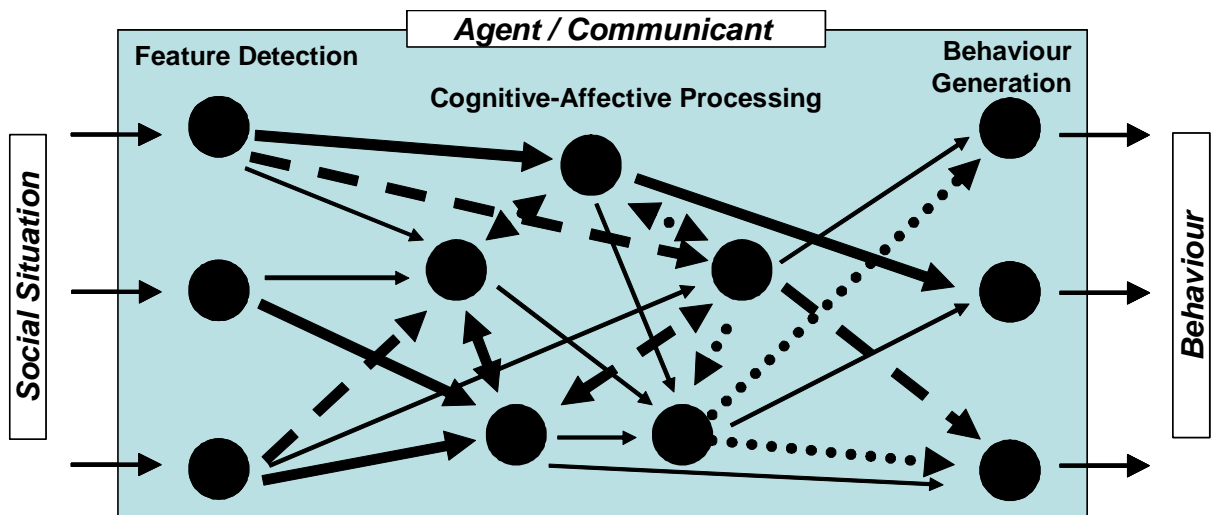 Agent / Communicant
Feature Detection
Behaviour
Generation
Cognitive-Affective Processing
Social Situation
Behaviour